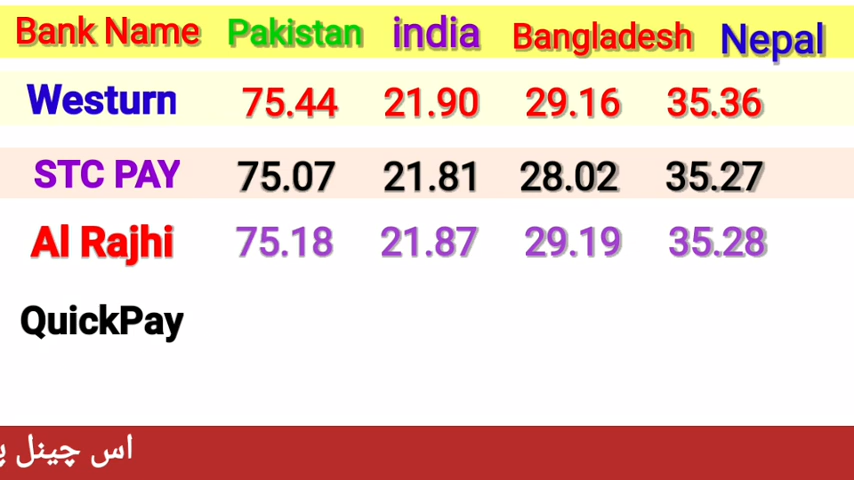 Bank Name Pakistan india Bangladesh Nepal
Westurn 75.44 21.90 29.16 35.36
STC PAY 75.07 21.81 28.02 35.27
Al Rajhi 75.18 21.87 29.19 35.28
QuickPay
اس چینل